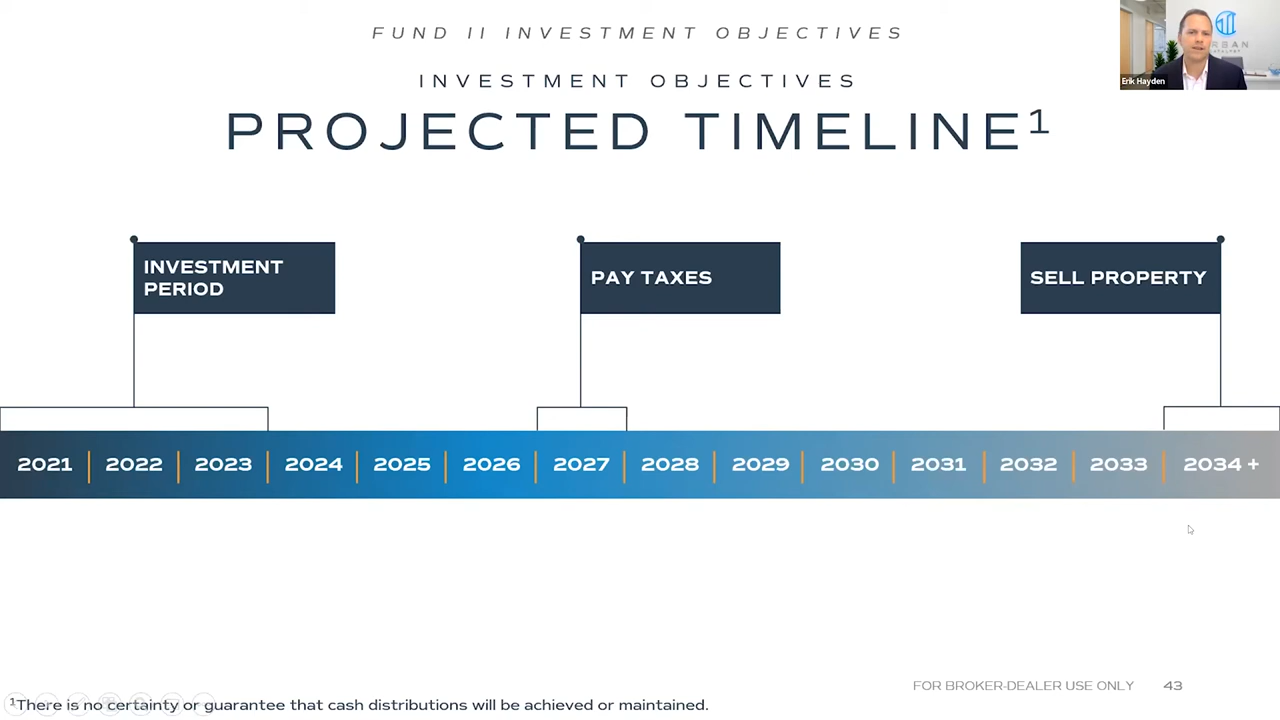 FUND II INVESTMENT OBJECTIVES
INVESTMENT OBJECTIVES
PROJECTED TIMELINE¹
Erik Hayden
INVESTMENT
PERIOD
PAY TAXES
SELL PROPERTY
2021 2022 2023 2024 2025 2026 2027 2028 2029 2030 2031 2032 2033 2034 +
FOR BROKER-DEALER USE ONLY 43
¹There is no certainty or guarantee that cash distributions will be achieved or maintained.